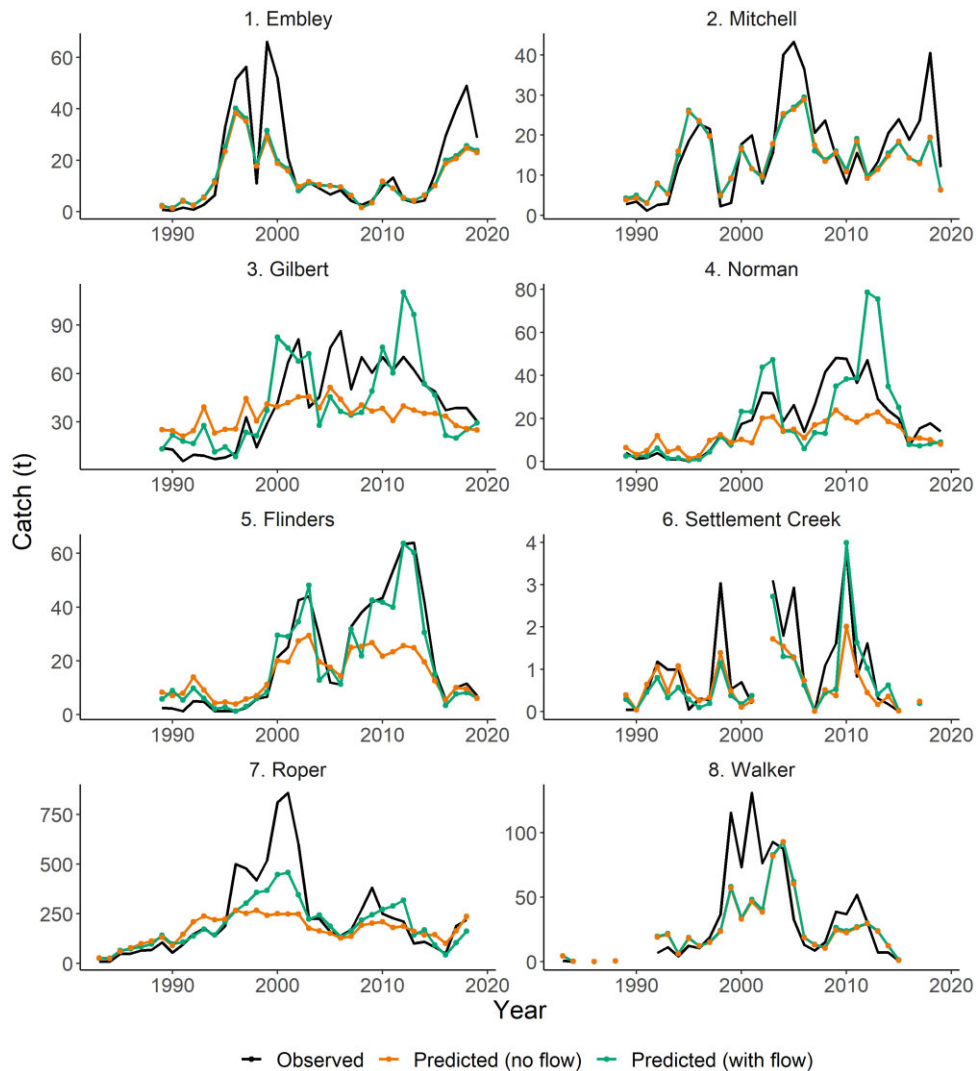 1. Embley
2. Mitchell
60
40
20
0
40
30
20
10
0
1990 2000 2010 2020
1990 2000 2010 2020
3. Gilbert
4. Norman
90
60
30
80
60
40
20
0
1990 2000 2010 2020
1990 2000 2010 2020
Catch (t)
5. Flinders
6. Settlement Creek
60
40
20
0
4
3
2
1
0
1990 2000 2010 2020
1990 2000 2010 2020
7. Roper
8. Walker
750
500
250
0
100
50
0
1990 2000 2010 2020
1990 2000 2010 2020
Year
Observed Predicted (no flow) Predicted (with flow)